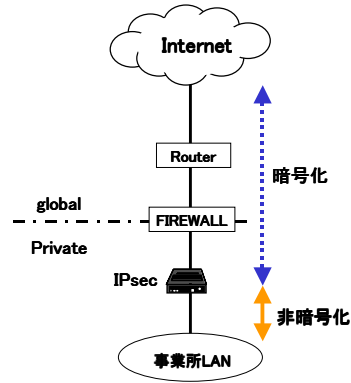 Internet
Router
暗号化
global
FIREWALL
Private
IPsec
非暗号化
事業所LAN